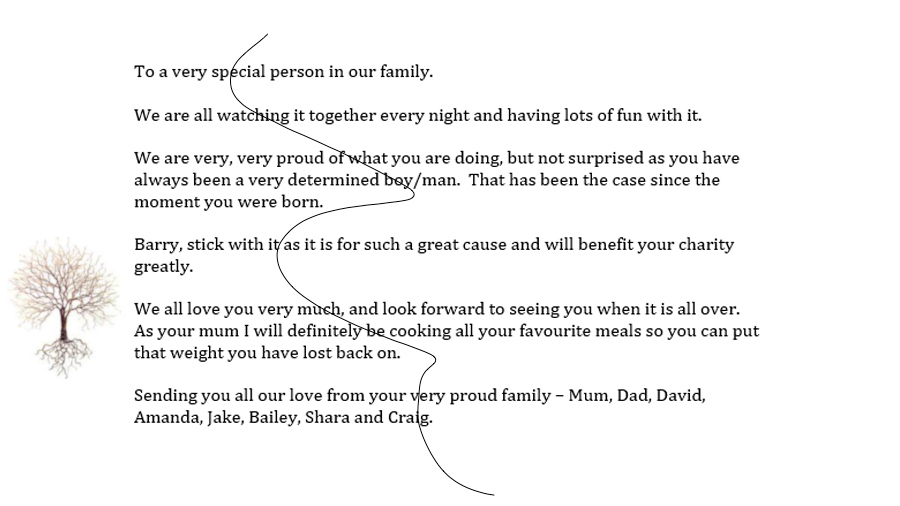 To a very special person in our family.
We are all watching it together every night and having lots of fun with it.
We are very, very proud of what you are doing, but not surprised as you have
always been a very determined boy/man.  That has been the case since the
moment you were born.
Barry, stick with it as it is for such a great cause and will benefit your charity
greatly.
We all love you very much, and look forward to seeing you when it is all over.
As your mum I will definitely be cooking all your favourite meals so you can put
that weight you have lost back on.
Sending you all our love from your very proud family – Mum, Dad, David,
Amanda, Jake, Bailey, Shara and Craig.